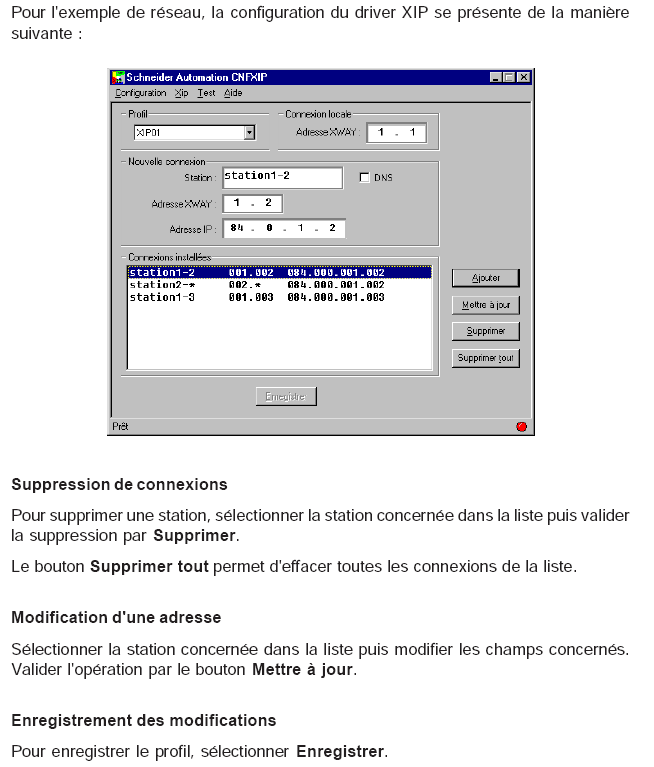 Pour l'exemple de réseau, la configuration du driver XIP se présente de la manière
suivante :
Schneider Automation CNFXIP
Configuration Xip Test Aide
Profil
XIP01
Connexion locale
Adresse XWAY : 1 . 1
Nouvelle connexion
Station : station1-2
DNS
Adresse XWAY : 1 . 2
Adresse IP : 84 . 0 . 1 . 2
Connexions installées
station1-2 001.002 084.000.001.002
station2-* 002.* 084.000.001.002
station1-3 001.003 084.000.001.003
Ajouter
Mettre à jour
Supprimer
Supprimer tout
Enregistre
Prêt
Suppression de connexions
Pour supprimer une station, sélectionner la station concernée dans la liste puis valider
la suppression par Supprimer.
Le bouton Supprimer tout permet d'effacer toutes les connexions de la liste.
Modification d'une adresse
Sélectionner la station concernée dans la liste puis modifier les champs concernés.
Valider l'opération par le bouton Mettre à jour.
Enregistrement des modifications
Pour enregistrer le profil, sélectionner Enregistrer.